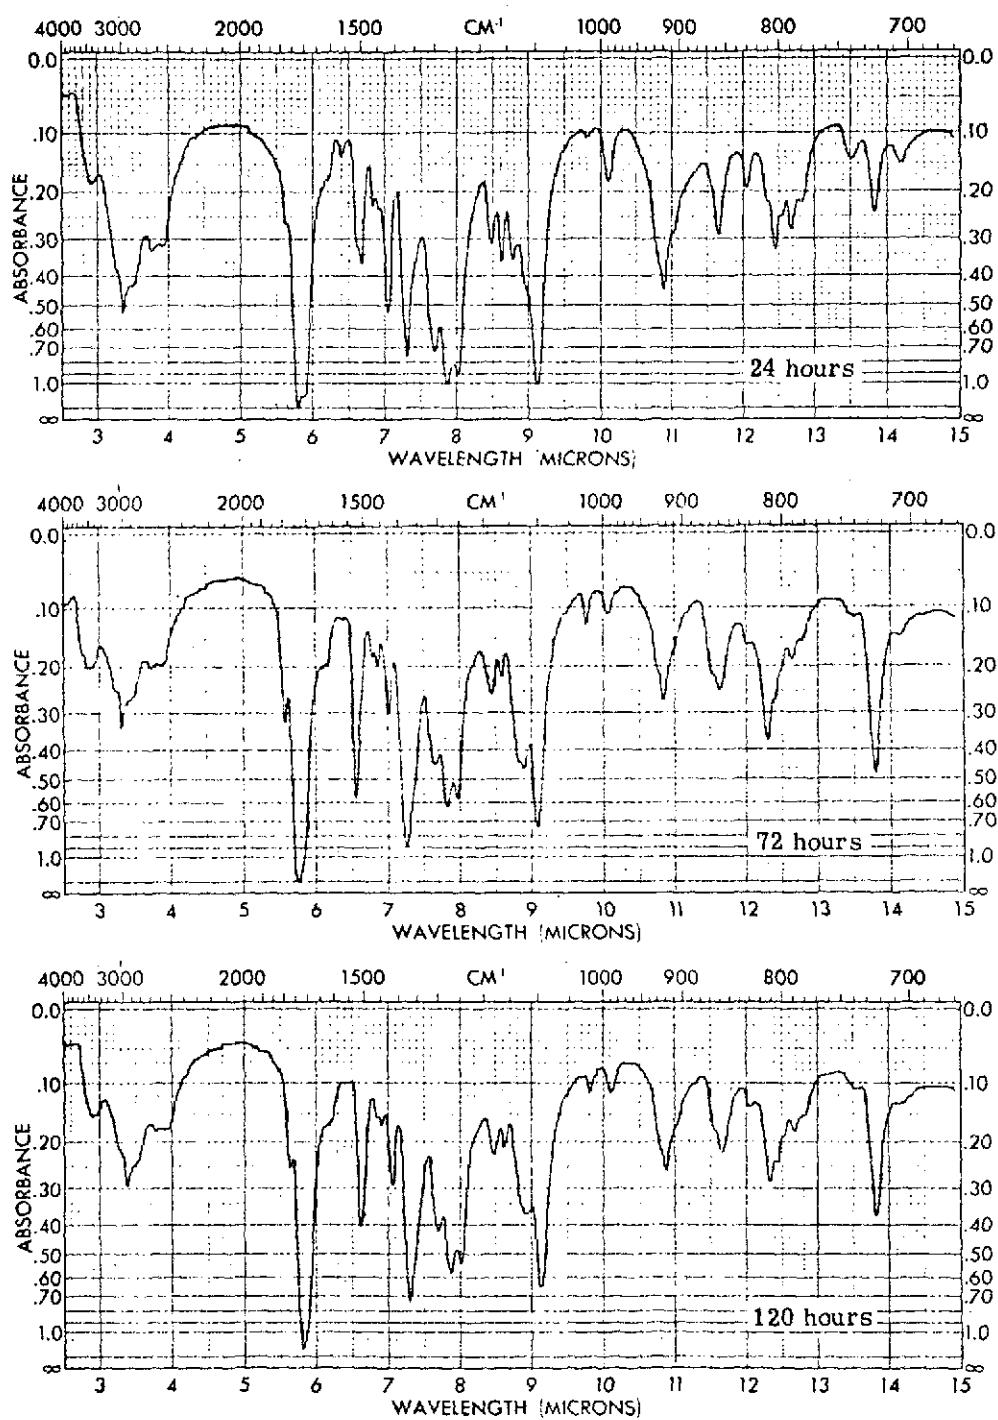 4000 3000 2000 1500 CM⁻¹ 1000 900 800 700
0.0 0.0
.10 .10
.20 .20
.30 .30
.40 .40
.50 .50
.60 .60
.70 .70
1.0 1.0
∞ ∞
ABSORBANCE
24 hours
3 4 5 6 7 8 9 10 11 12 13 14 15
WAVELENGTH (MICRONS)
4000 3000 2000 1500 CM⁻¹ 1000 900 800 700
0.0 0.0
.10 .10
.20 .20
.30 .30
.40 .40
.50 .50
.60 .60
.70 .70
1.0 1.0
∞ ∞
ABSORBANCE
72 hours
3 4 5 6 7 8 9 10 11 12 13 14 15
WAVELENGTH (MICRONS)
4000 3000 2000 1500 CM⁻¹ 1000 900 800 700
0.0 0.0
.10 .10
.20 .20
.30 .30
.40 .40
.50 .50
.60 .60
.70 .70
1.0 1.0
∞ ∞
ABSORBANCE
120 hours
3 4 5 6 7 8 9 10 11 12 13 14 15
WAVELENGTH (MICRONS)